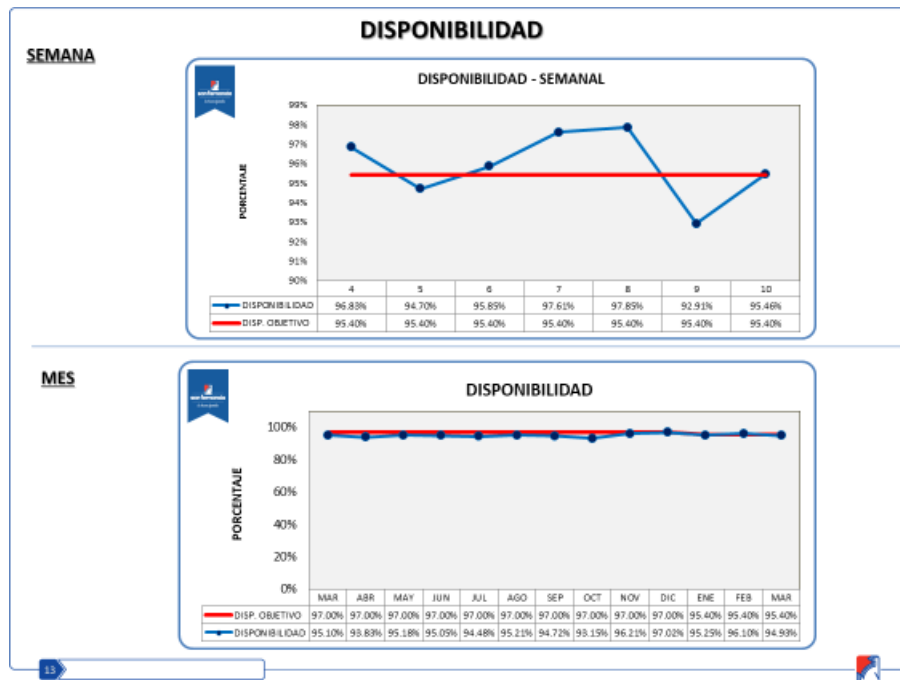 DISPONIBILIDAD
SEMANA
DISPONIBILIDAD - SEMANAL
PORCENTAJE
99%
98%
97%
96%
95%
94%
93%
92%
91%
90%
4 5 6 7 8 9 10
DISPONIBILIDAD 96.83% 94.70% 95.85% 97.61% 97.85% 92.91% 95.46%
DISP. OBJETIVO 95.40% 95.40% 95.40% 95.40% 95.40% 95.40% 95.40%
MES
DISPONIBILIDAD
PORCENTAJE
100%
80%
60%
40%
20%
0%
MAR ABR MAY JUN JUL AGO SEP OCT NOV DIC ENE FEB MAR
DISP. OBJETIVO 97.00% 97.00% 97.00% 97.00% 97.00% 97.00% 97.00% 97.00% 97.00% 97.00% 95.40% 95.40% 95.40%
DISPONIBILIDAD 95.10% 93.83% 95.18% 95.05% 94.48% 95.21% 94.72% 93.15% 96.21% 97.02% 95.25% 96.10% 94.93%
13